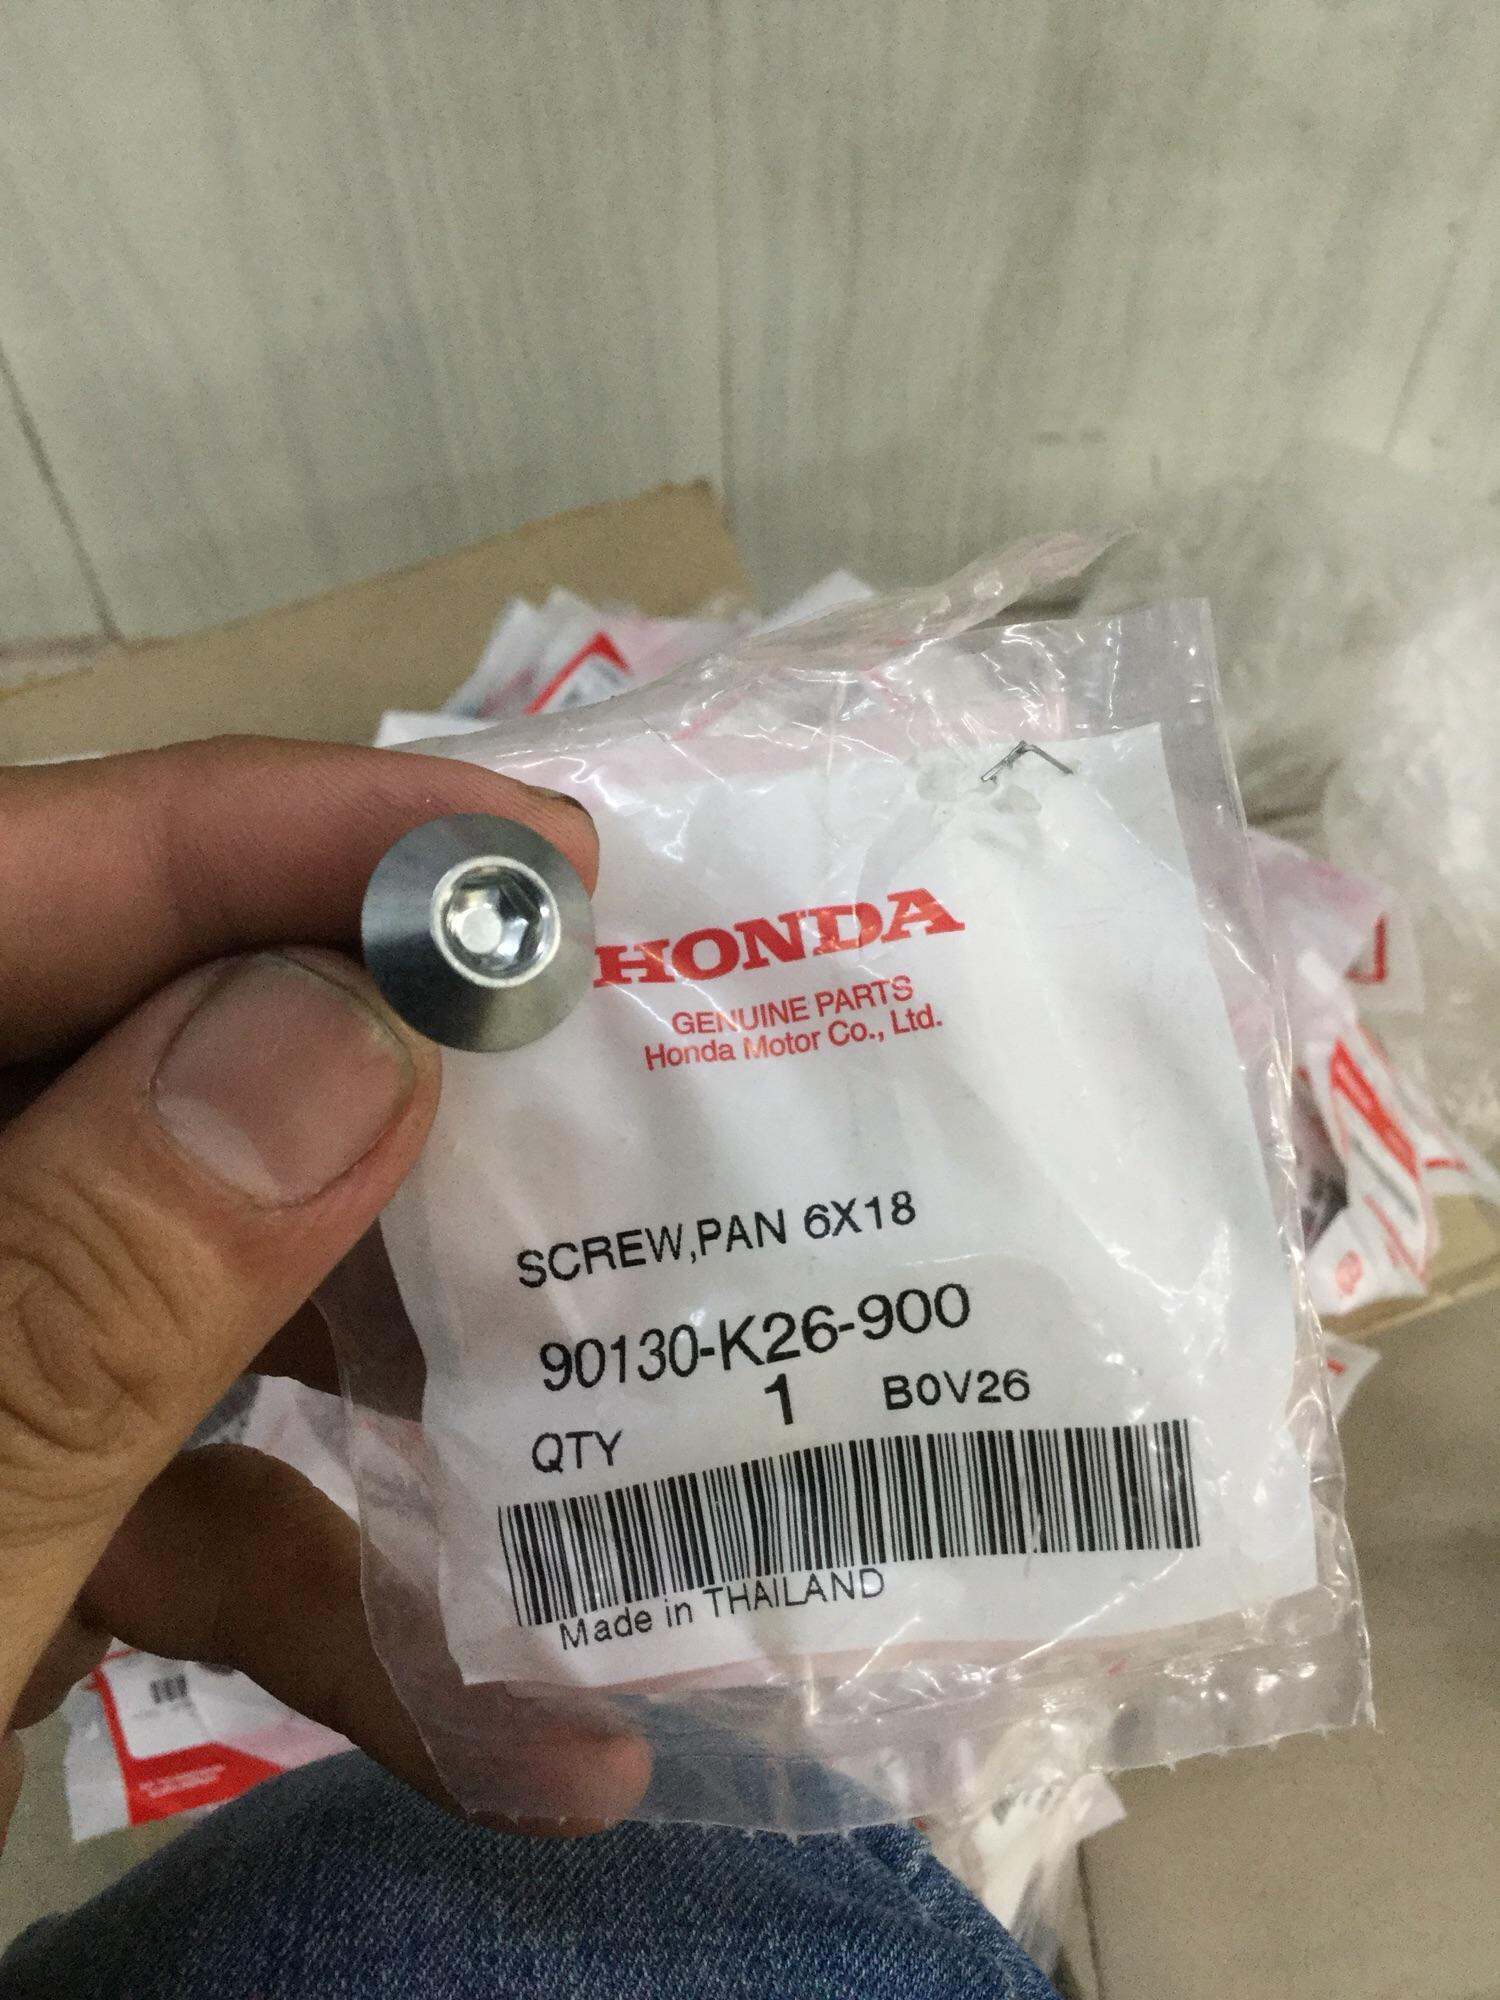 HONDA
GENUINE PARTS
Honda Motor Co., Ltd.
SCREW,PAN 6X18
90130-K26-900
QTY 1 B0V26
Made in THAILAND